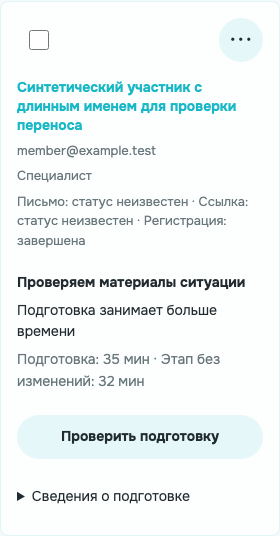 Синтетический участник с
длинным именем для проверки
переноса
member@example.test
Специалист
Письмо: статус неизвестен · Ссылка:
статус неизвестен · Регистрация:
завершена
Проверяем материалы ситуации
Подготовка занимает больше
времени
Подготовка: 35 мин · Этап без
изменений: 32 мин
Проверить подготовку
Сведения о подготовке